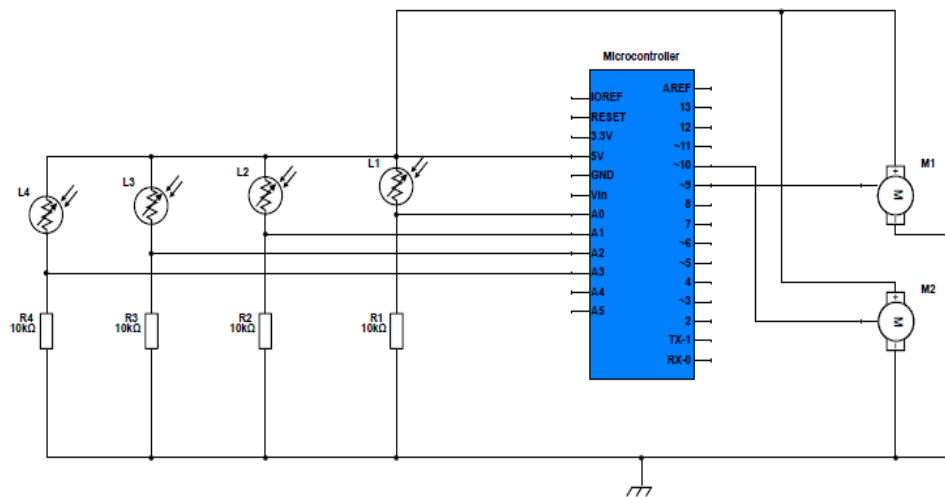 Microcontroller
IOREF
RESET
3.3V
5V
GND
Vin
A0
A1
A2
A3
A4
A5
AREF
13
12
~11
~10
~9
8
7
~6
~5
4
~3
2
TX-1
RX-0
L4
L3
L2
L1
R4
10kΩ
R3
10kΩ
R2
10kΩ
R1
10kΩ
M1
+
M
M2
+
M